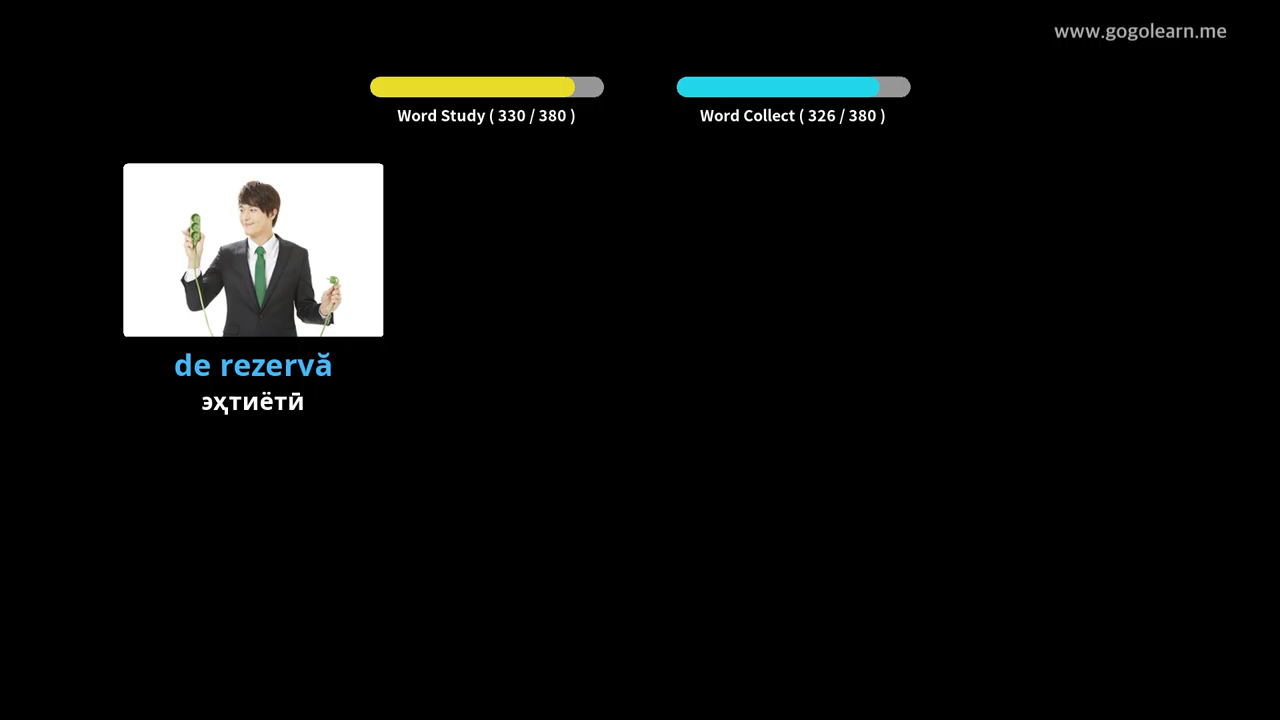 www.gogolearn.me
Word Study ( 330 / 380 )
Word Collect ( 326 / 380 )
de rezervă
эҳтиётӣ